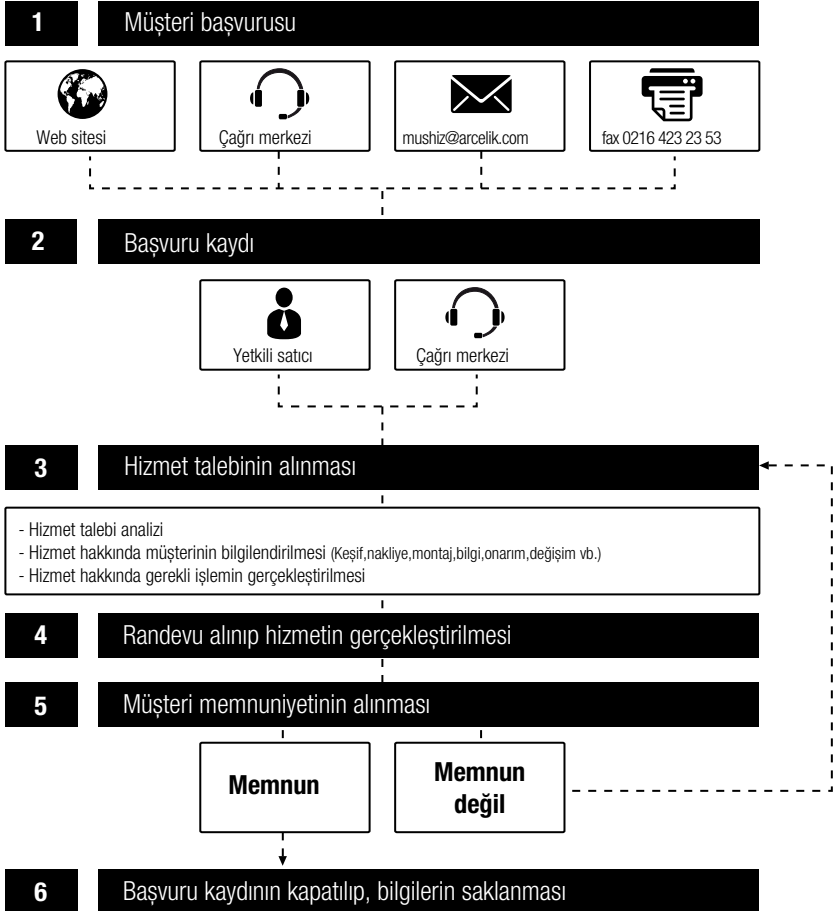 1 Müşteri başvurusu
Web sitesi
Çağrı merkezi
mushiz@arcelik.com
fax 0216 423 23 53
2 Başvuru kaydı
Yetkili satıcı
Çağrı merkezi
3 Hizmet talebinin alınması
- Hizmet talebi analizi
- Hizmet hakkında müşterinin bilgilendirilmesi (Keşif,nakliye,montaj,bilgi,onarım,değişim vb.)
- Hizmet hakkında gerekli işlemin gerçekleştirilmesi
4 Randevu alınıp hizmetin gerçekleştirilmesi
5 Müşteri memnuniyetinin alınması
Memnun
Memnun
değil
6 Başvuru kaydının kapatılıp, bilgilerin saklanması